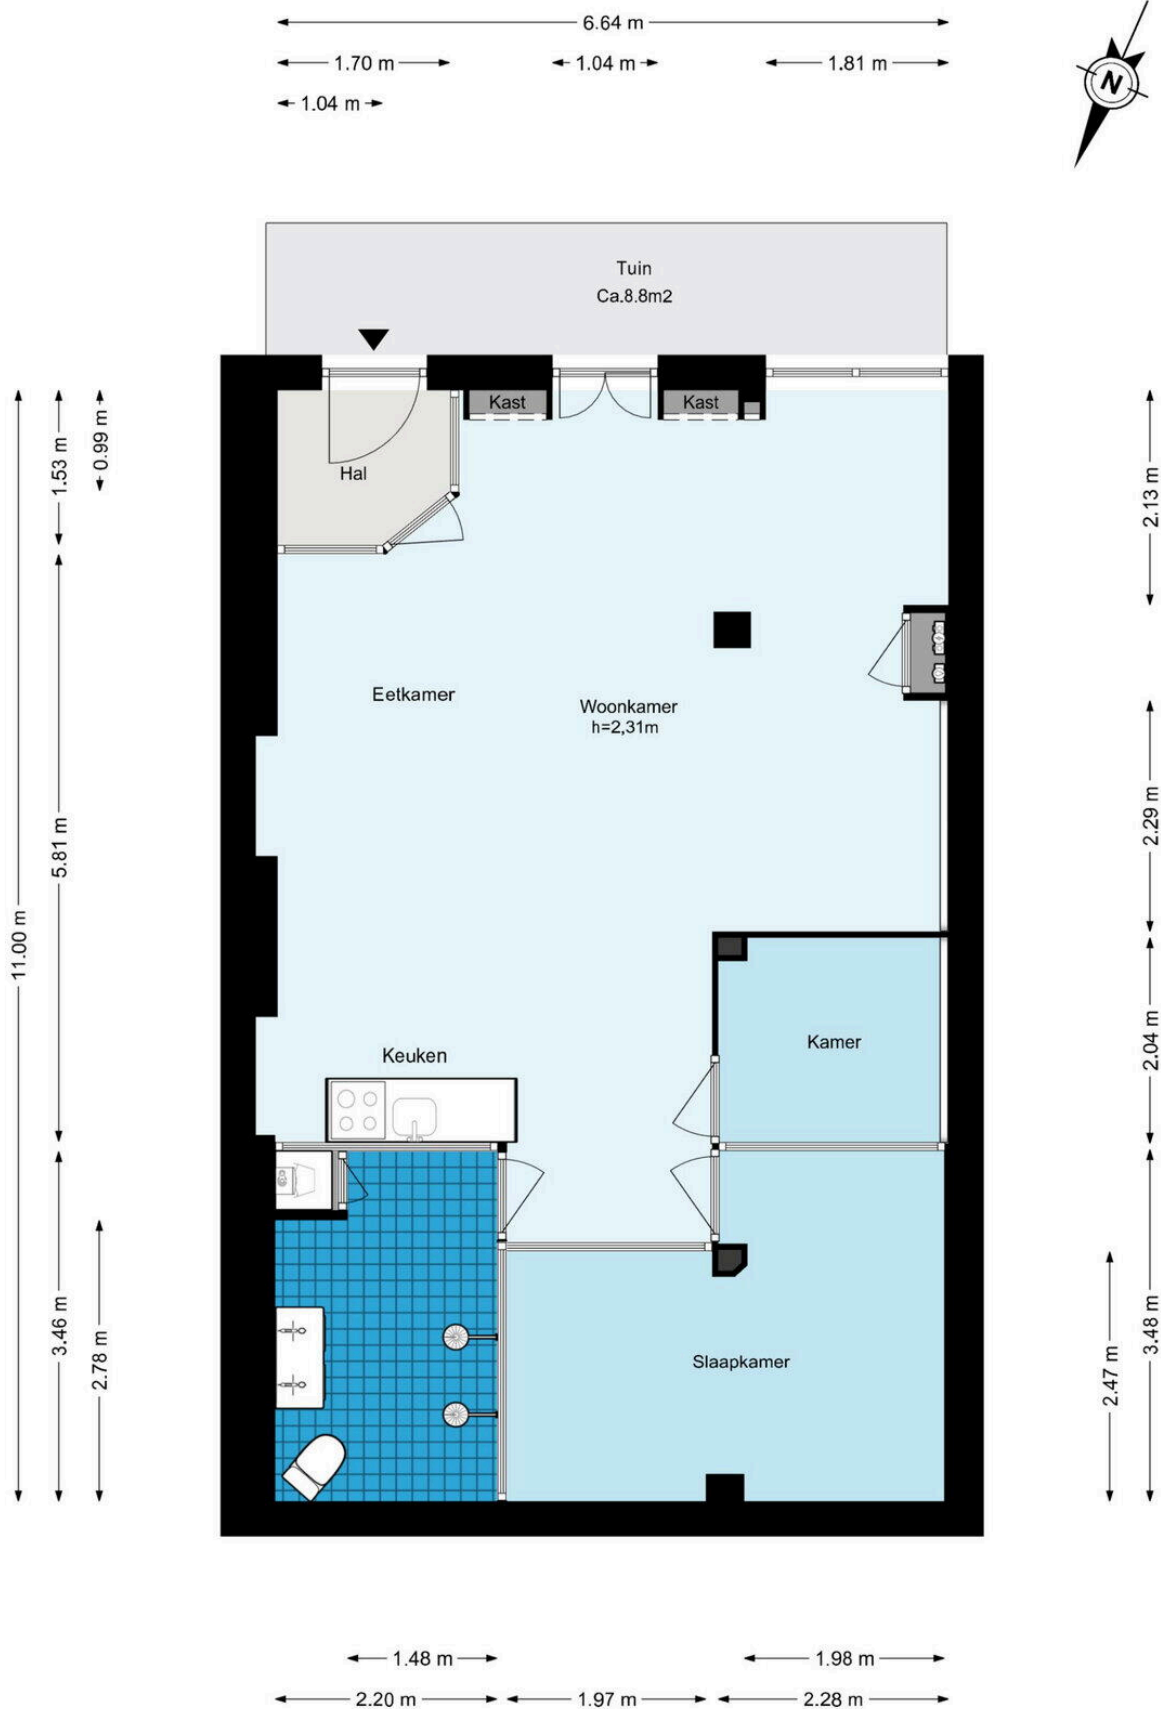 6.64 m
1.70 m
1.04 m
1.81 m
1.04 m
N
Tuin
Ca.8.8m2
Kast
Kast
Hal
0.99 m
1.53 m
2.13 m
Eetkamer
Woonkamer
h=2,31m
5.81 m
2.29 m
11.00 m
Kamer
2.04 m
Keuken
3.46 m
2.78 m
Slaapkamer
2.47 m
3.48 m
1.48 m
1.98 m
2.20 m
1.97 m
2.28 m